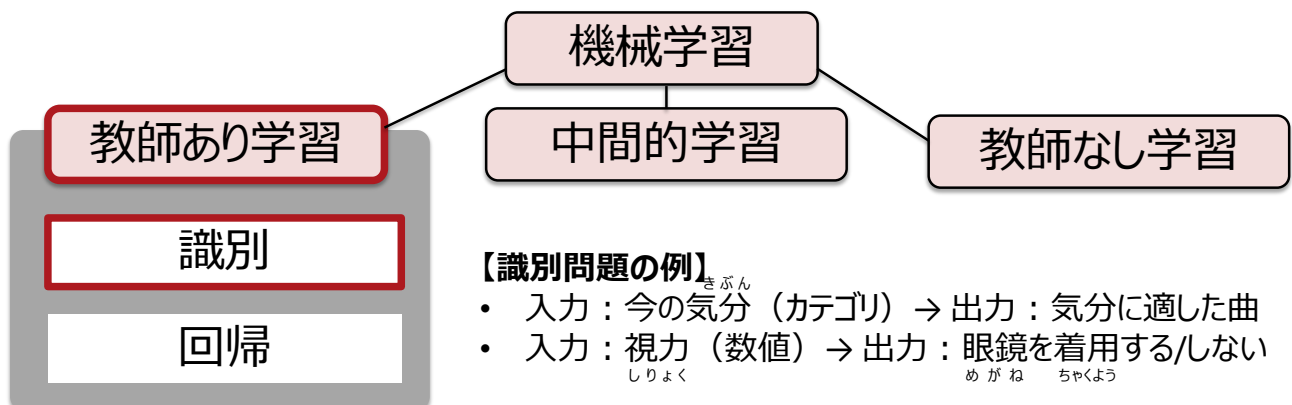 機械学習
教師あり学習
中間的学習
教師なし学習
識別
回帰
【識別問題の例】
きぶん
• 入力：今の気分（カテゴリ）→ 出力：気分に適した曲
• 入力：視力（数値）→ 出力：眼鏡を着用する/しない
しりょく めがね ちゃくよう